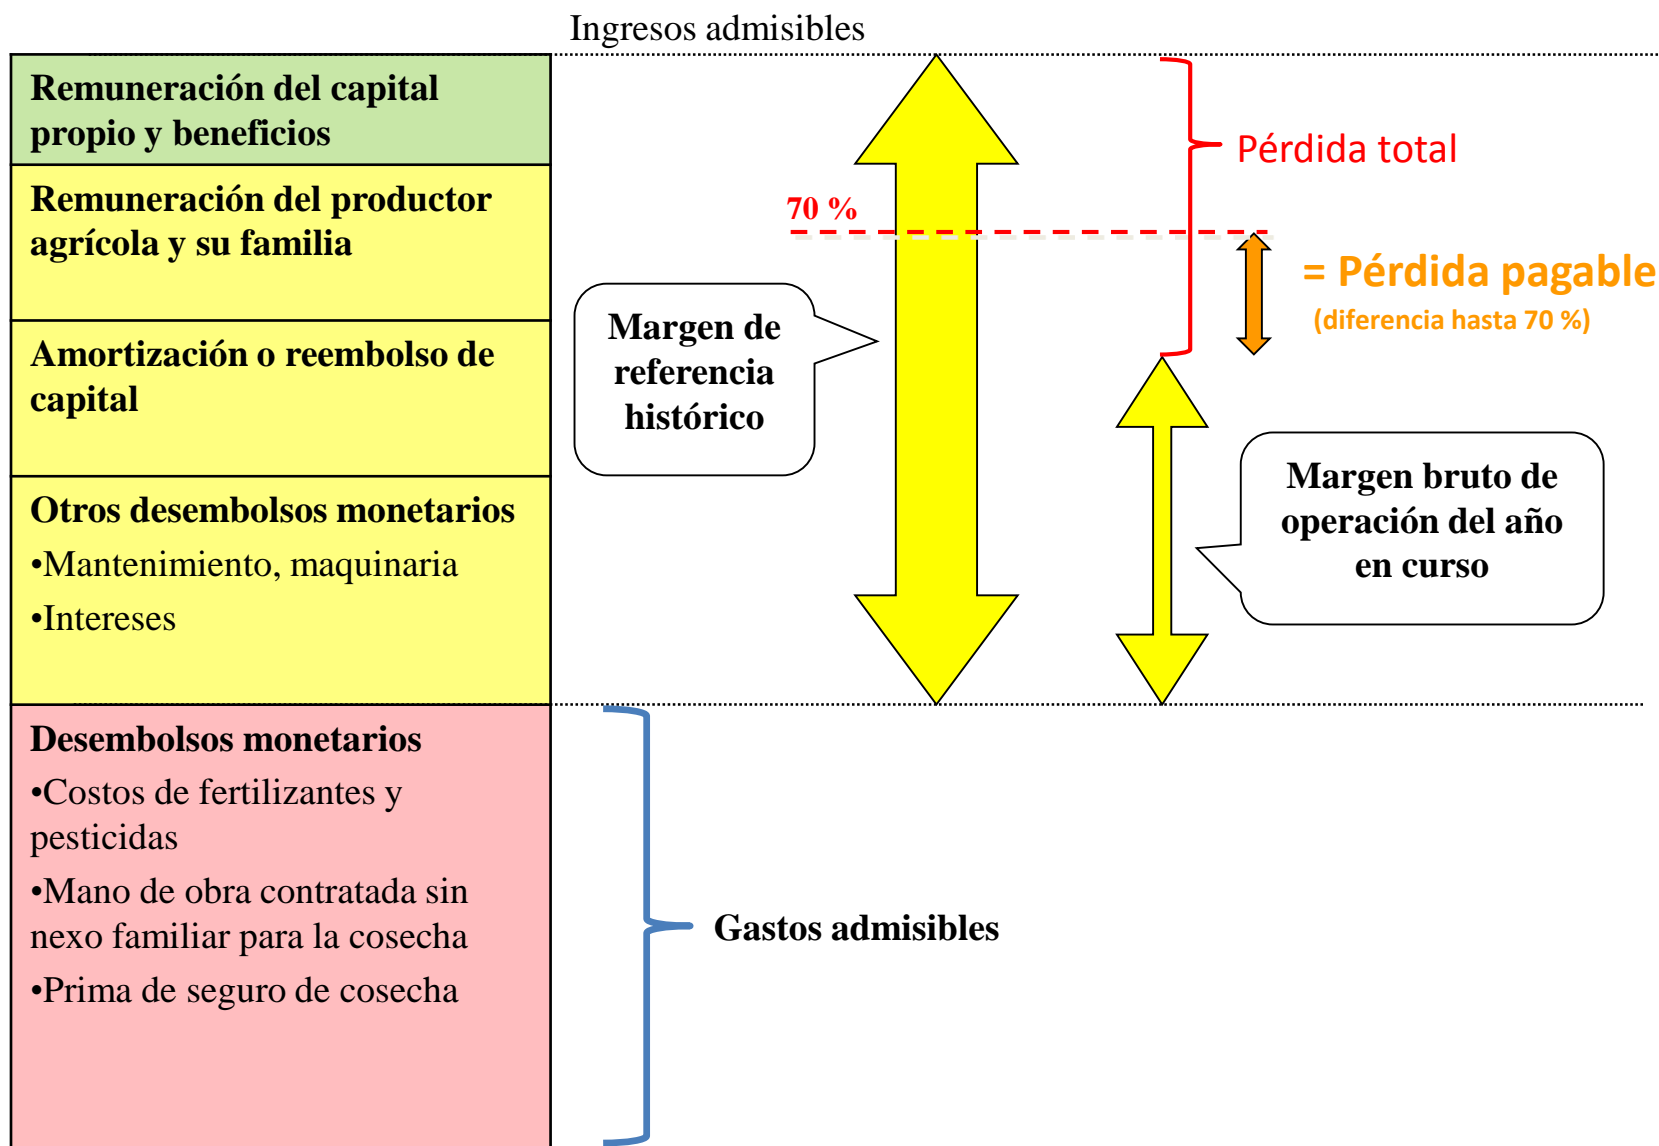 Ingresos admisibles
Remuneración del capital
propio y beneficios
Remuneración del productor
agrícola y su familia
Amortización o reembolso de
capital
Otros desembolsos monetarios
•Mantenimiento, maquinaria
•Intereses
Desembolsos monetarios
•Costos de fertilizantes y
pesticidas
•Mano de obra contratada sin
nexo familiar para la cosecha
•Prima de seguro de cosecha
Margen de
referencia
histórico
70 %
Pérdida total
= Pérdida pagable
(diferencia hasta 70 %)
Margen bruto de
operación del año
en curso
Gastos admisibles